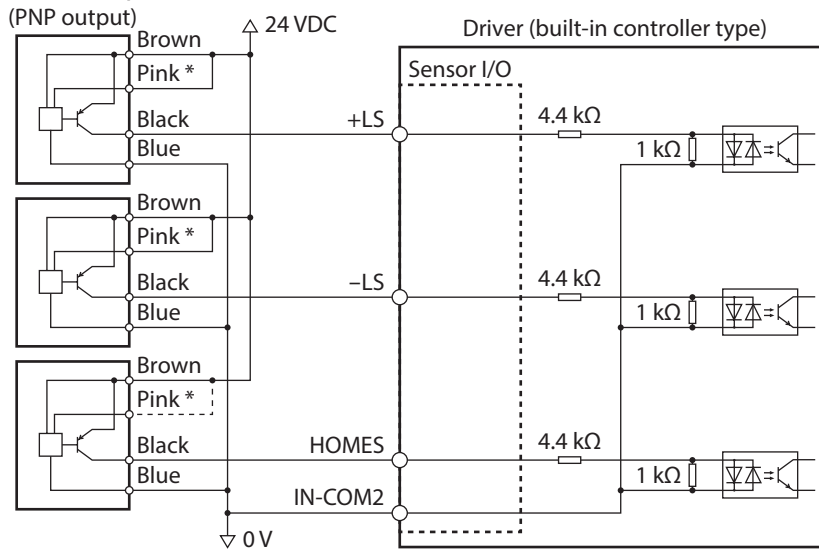 (PNP output)
24 VDC
Driver (built-in controller type)
Brown
Pink *
Black
Blue
Sensor I/O
+LS
4.4 kΩ
1 kΩ
Brown
Pink *
Black
Blue
–LS
4.4 kΩ
1 kΩ
Brown
Pink *
Black
Blue
HOMES
4.4 kΩ
1 kΩ
IN-COM2
0 V